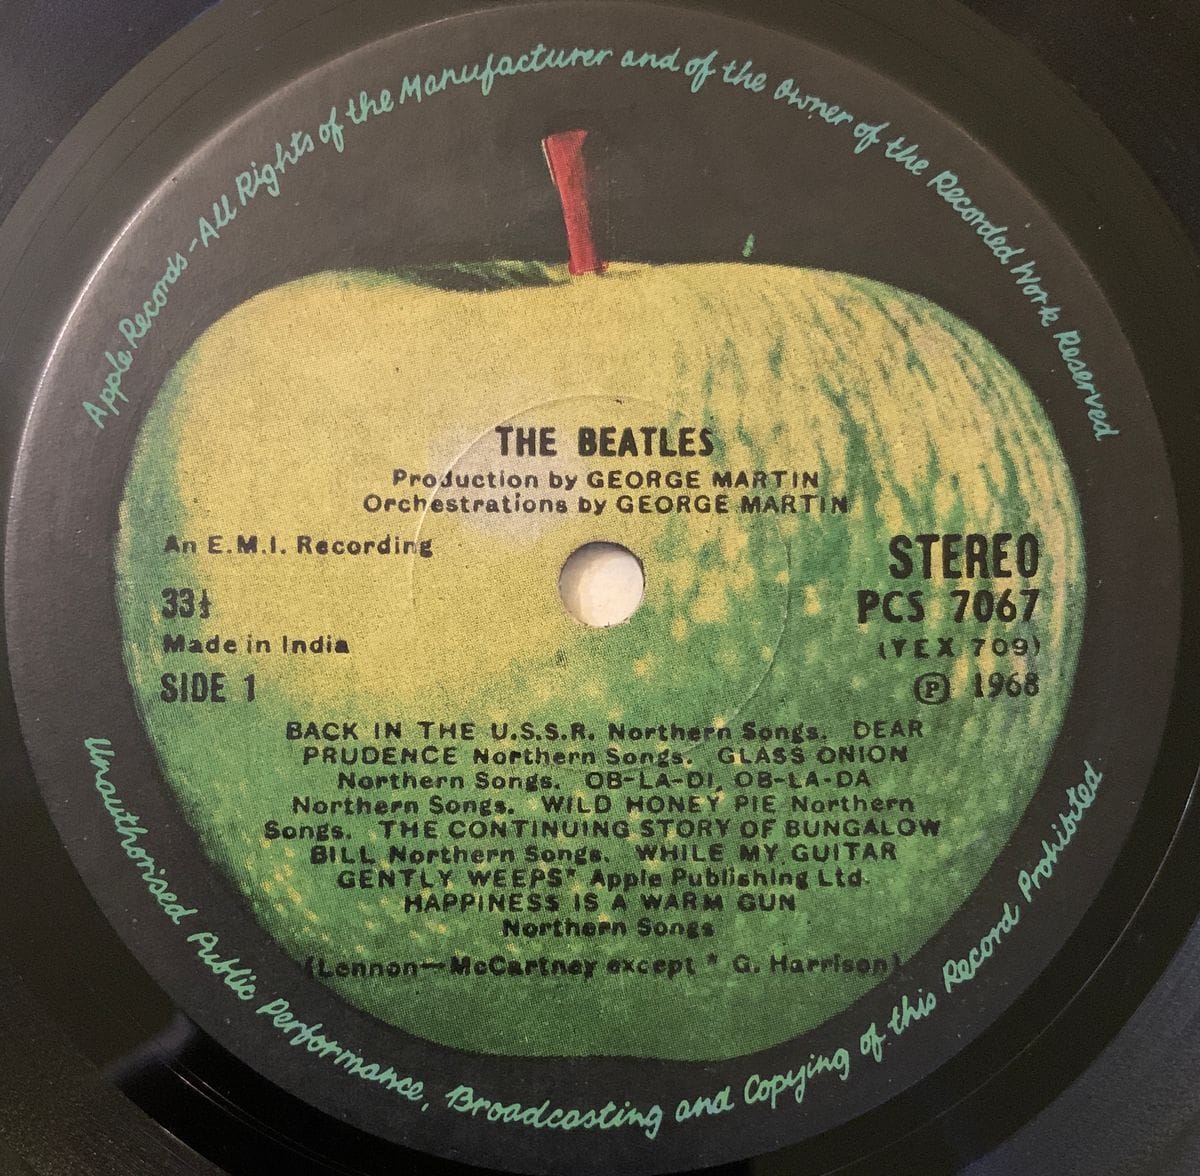 Apple Records - All Rights of the Manufacturer and of the Owner of the Recorded Work Reserved
THE BEATLES
Production by GEORGE MARTIN
Orchestrations by GEORGE MARTIN
An E.M.I. Recording
33⅓
Made in India
SIDE 1
STEREO
PCS 7067
(YEX 709)
Ⓟ 1968
BACK IN THE U.S.S.R. Northern Songs. DEAR
PRUDENCE Northern Songs. GLASS ONION
Northern Songs. OB-LA-DI, OB-LA-DA
Northern Songs. WILD HONEY PIE Northern
Songs. THE CONTINUING STORY OF BUNGALOW
BILL Northern Songs. WHILE MY GUITAR
GENTLY WEEPS* Apple Publishing Ltd.
HAPPINESS IS A WARM GUN
Northern Songs
(Lennon—McCartney except * G. Harrison)
Unauthorised Public Performance, Broadcasting and Copying of this Record Prohibited